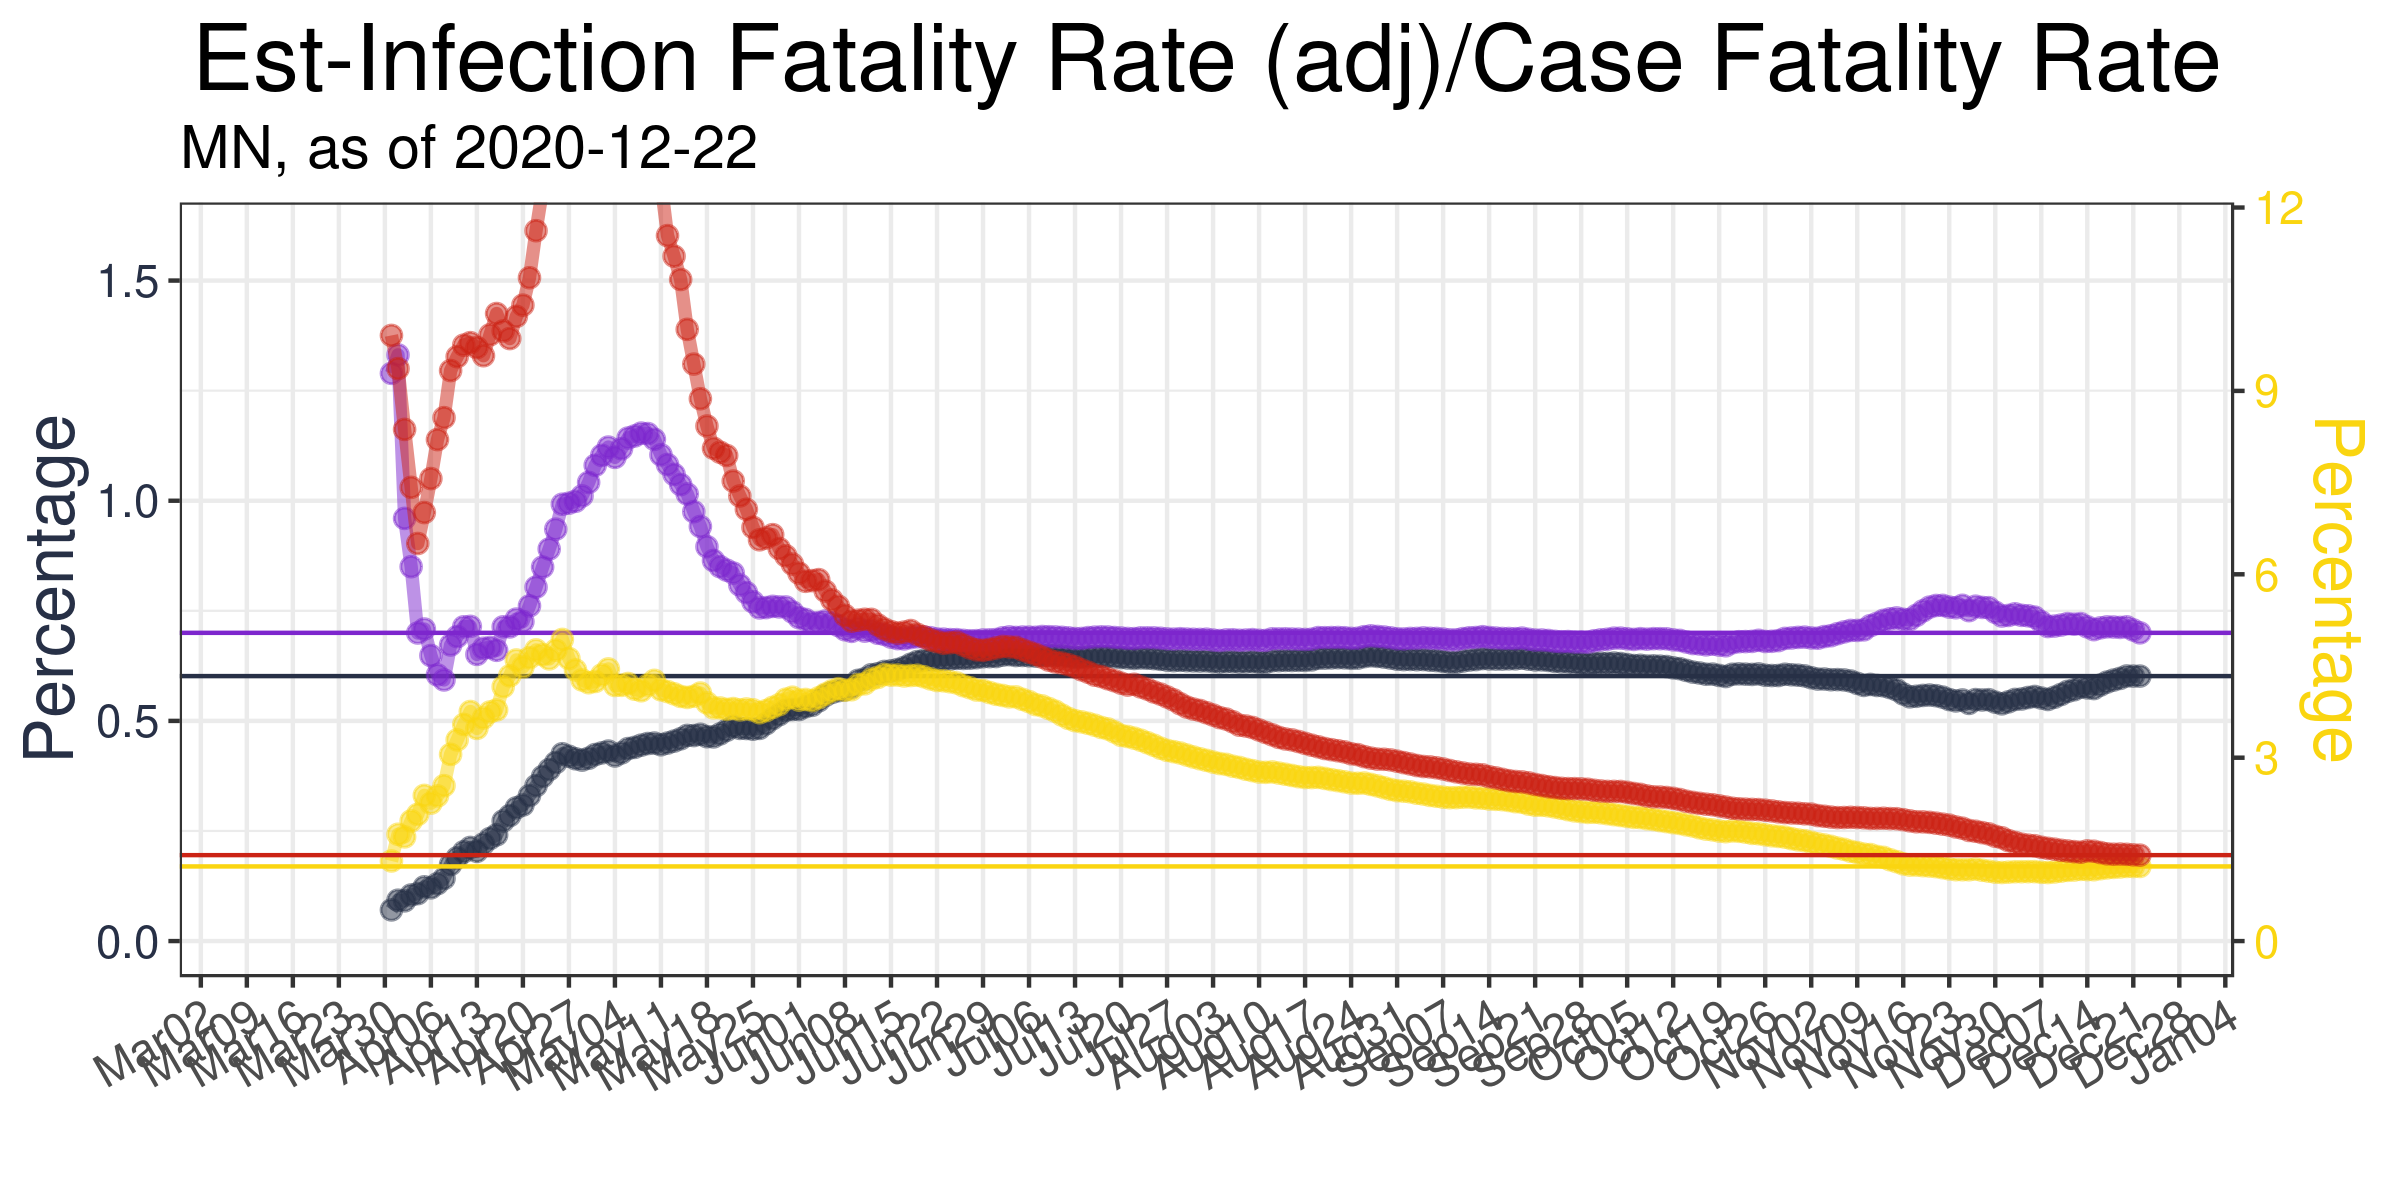 Est-Infection Fatality Rate (adj)/Case Fatality Rate
MN, as of 2020-12-22
Percentage
1.5
1.0
0.5
0.0
12
9
6
3
0
Percentage
Mar02
Mar09
Mar16
Mar23
Mar30
Apr06
Apr13
Apr20
Apr27
May04
May11
May18
May25
Jun01
Jun08
Jun15
Jun22
Jun29
Jul06
Jul13
Jul20
Jul27
Aug03
Aug10
Aug17
Aug24
Aug31
Sep07
Sep14
Sep21
Sep28
Oct05
Oct12
Oct19
Oct26
Nov02
Nov09
Nov16
Nov23
Nov30
Dec07
Dec14
Dec21
Dec28
Jan04